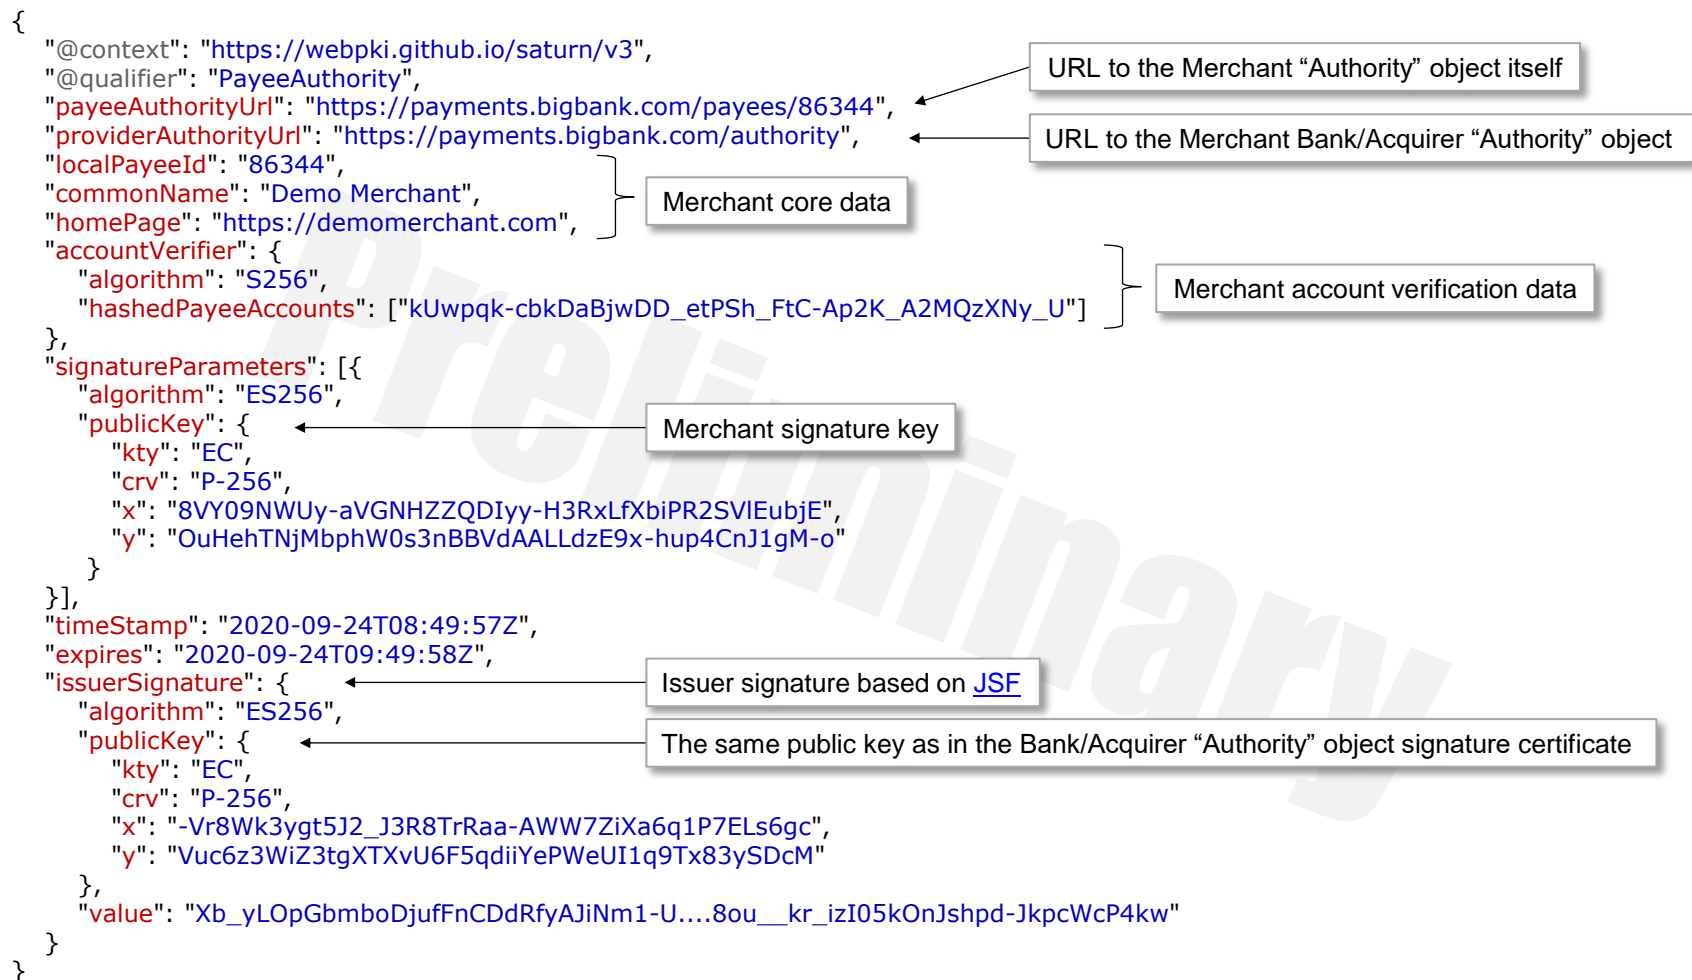 {
"@context": "https://webpki.github.io/saturn/v3",
"@qualifier": "PayeeAuthority",
"payeeAuthorityUrl": "https://payments.bigbank.com/payees/86344",
URL to the Merchant “Authority” object itself
"providerAuthorityUrl": "https://payments.bigbank.com/authority",
URL to the Merchant Bank/Acquirer “Authority” object
"localPayeeId": "86344",
"commonName": "Demo Merchant",
"homePage": "https://demomerchant.com",
Merchant core data
"accountVerifier": {
"algorithm": "S256",
"hashedPayeeAccounts": ["kUwpqk-cbkDaBjwDD_etPSh_FtC-Ap2K_A2MQzXNy_U"]
Merchant account verification data
},
"signatureParameters": [{
"algorithm": "ES256",
"publicKey": {
Merchant signature key
"kty": "EC",
"crv": "P-256",
"x": "8VY09NWUy-aVGNHZZQDIyy-H3RxLfXbiPR2SVlEubjE",
"y": "OuHehTNjMbphW0s3nBBVdAALLdzE9x-hup4CnJ1gM-o"
}
}],
"timeStamp": "2020-09-24T08:49:57Z",
"expires": "2020-09-24T09:49:58Z",
"issuerSignature": {
Issuer signature based on JSF
"algorithm": "ES256",
"publicKey": {
The same public key as in the Bank/Acquirer “Authority” object signature certificate
"kty": "EC",
"crv": "P-256",
"x": "-Vr8Wk3ygt5J2_J3R8TrRaa-AWW7ZiXa6q1P7ELs6gc",
"y": "Vuc6z3WiZ3tgXTXvU6F5qdiiYePWeUI1q9Tx83ySDcM"
},
"value": "Xb_yLOpGbmboDjufFnCDdRfyAJiNm1-U....8ou__kr_izI05kOnJshpd-JkpcWcP4kw"
}
}
Preliminary